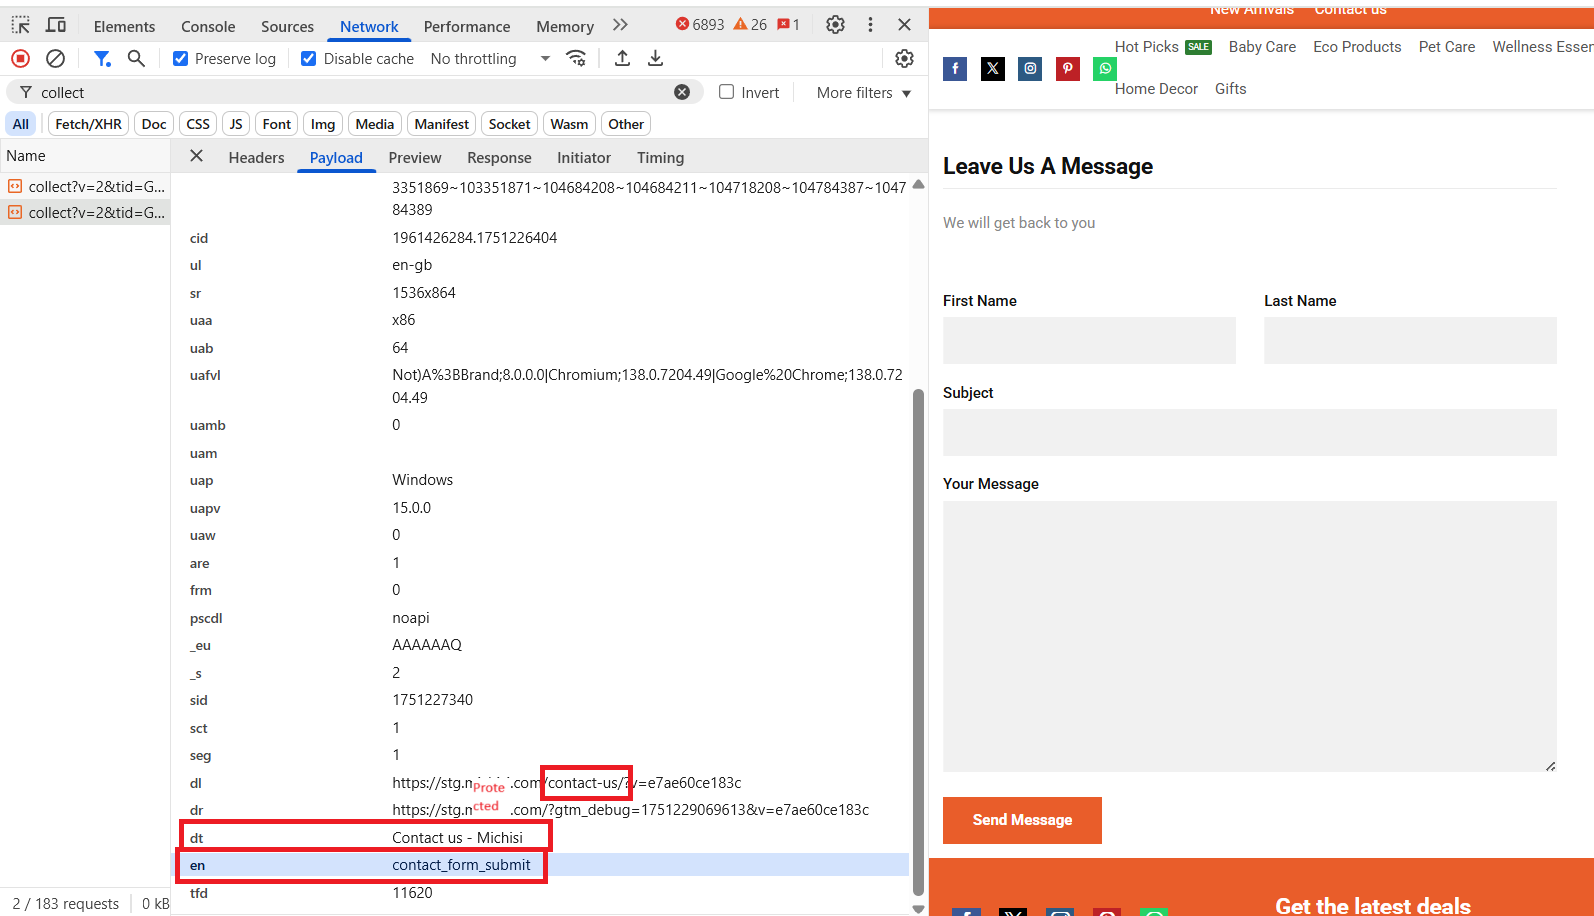 Elements Console Sources Network Performance Memory 6893 26 1
Preserve log Disable cache No throttling
collect Invert More filters
All Fetch/XHR Doc CSS JS Font Img Media Manifest Socket Wasm Other
Name
collect?v=2&tid=G...
collect?v=2&tid=G...
2 / 183 requests 0 kB
Headers Payload Preview Response Initiator Timing
3351869~103351871~104684208~104684211~104718208~104784387~1047
84389
cid 1961426284.1751226404
ul en-gb
sr 1536x864
uaa x86
uab 64
uafvl Not)A%3BBrand;8.0.0.0|Chromium;138.0.7204.49|Google%20Chrome;138.0.7
204.49
uamb 0
uam
uap Windows
uapv 15.0.0
uaw 0
are 1
frm 0
pscdl noapi
_eu AAAAAAQ
_s 2
sid 1751227340
sct 1
seg 1
dl https://stg. .com/contact-us/?v=e7ae60ce183c
Prote
cted
dr https://stg. .com/?gtm_debug=1751229069613&v=e7ae60ce183c
dt Contact us - Michisi
en contact_form_submit
tfd 11620
New Arrivals Contact us
Hot Picks SALE Baby Care Eco Products Pet Care Wellness Essen
Home Decor Gifts
Leave Us A Message
We will get back to you
First Name Last Name
Subject
Your Message
Send Message
Get the latest deals